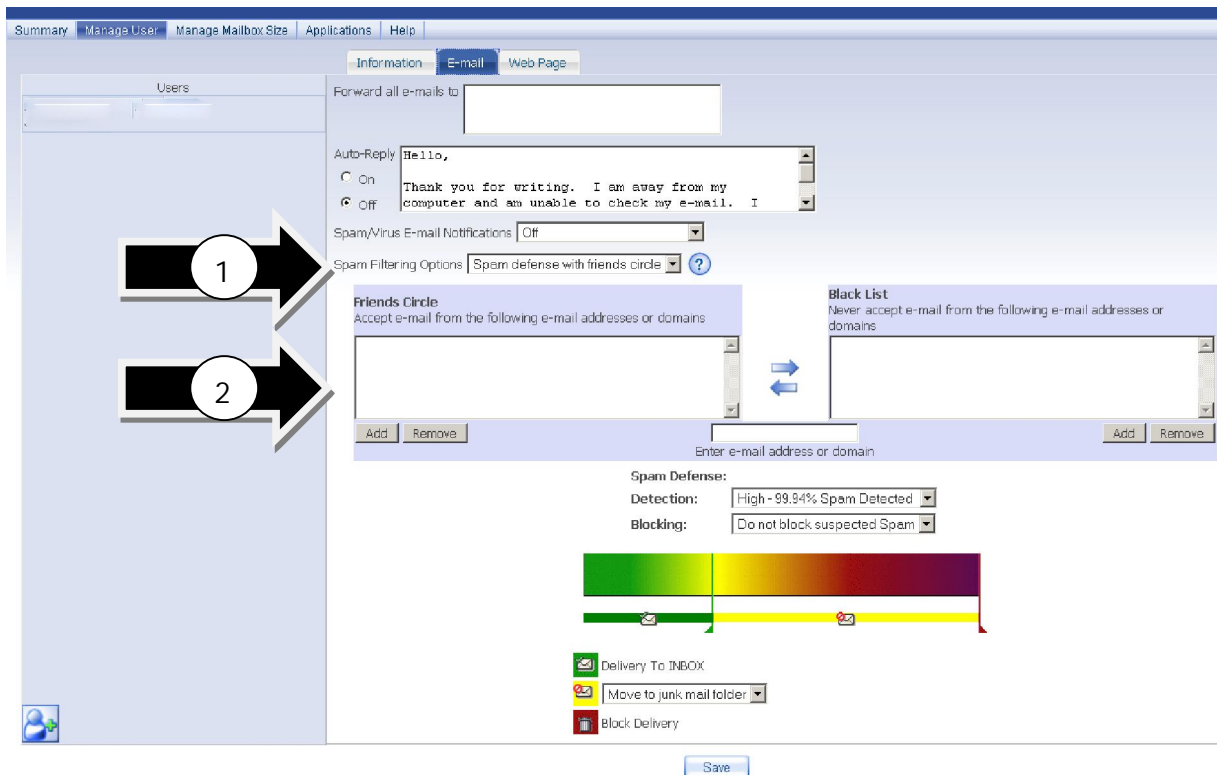 Summary Manage User Manage Mailbox Size Applications Help
Information E-mail Web Page
Users
Forward all e-mails to
Auto-Reply Hello,
On
Thank you for writing. I am away from my
Off computer and am unable to check my e-mail. I
Spam/Virus E-mail Notifications Off
1
Spam Filtering Options Spam defense with friends circle ?
Friends Circle
Accept e-mail from the following e-mail addresses or domains
Black List
Never accept e-mail from the following e-mail addresses or
domains
2
Add Remove
Enter e-mail address or domain
Add Remove
Spam Defense:
Detection: High - 99.94% Spam Detected
Blocking: Do not block suspected Spam
Delivery To INBOX
Move to junk mail folder
Block Delivery
Save